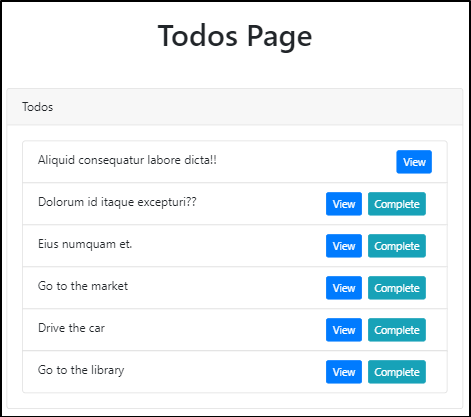 Todos Page
Todos
Aliquid consequatur labore dicta!! View
Dolorum id itaque excepturi?? View Complete
Eius numquam et. View Complete
Go to the market View Complete
Drive the car View Complete
Go to the library View Complete